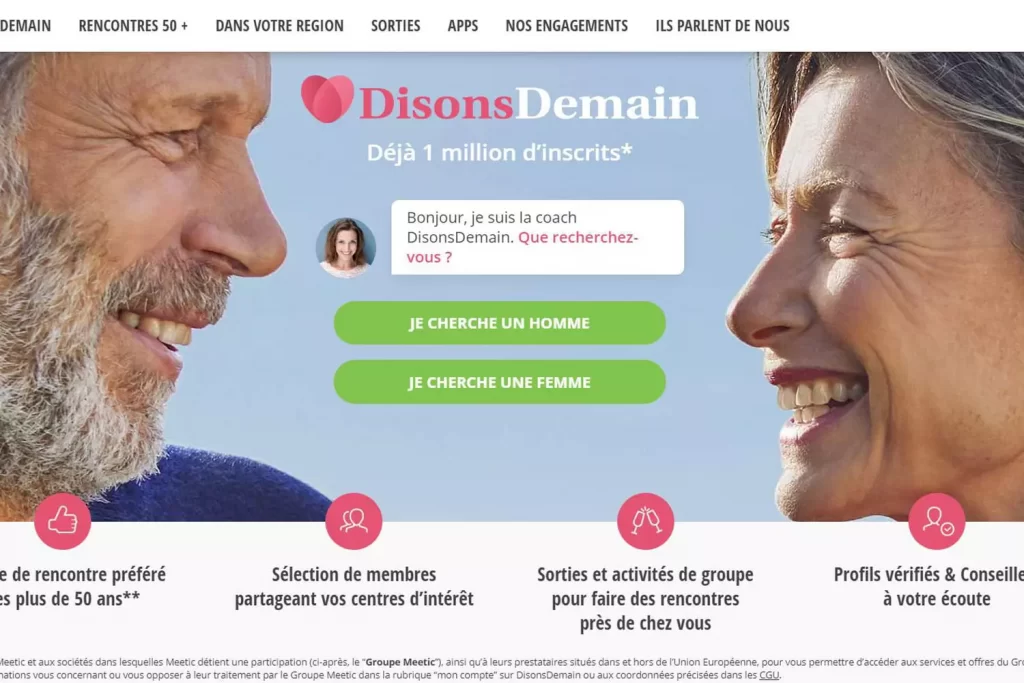 DEMAIN RENCONTRES 50 + DANS VOTRE REGION SORTIES APPS NOS ENGAGEMENTS ILS PARLENT DE NOUS
DisonsDemain
Déjà 1 million d'inscrits*
Bonjour, je suis la coach
DisonsDemain. Que recherchez-
vous ?
JE CHERCHE UN HOMME
JE CHERCHE UNE FEMME
e de rencontre préféré
es plus de 50 ans**
Sélection de membres
partageant vos centres d'intérêt
Sorties et activités de groupe
pour faire des rencontres
près de chez vous
Profils vérifiés & Conseille
à votre écoute
Meetic et aux sociétés dans lesquelles Meetic détient une participation (ci-après, le "Groupe Meetic"), ainsi qu'à leurs prestataires situés dans et hors de l'Union Européenne, pour vous permettre d'accéder aux services et offres du Gr
mations vous concernant ou vous opposer à leur traitement par le Groupe Meetic dans la rubrique "mon compte" sur DisonsDemain ou aux coordonnées précisées dans les CGU.